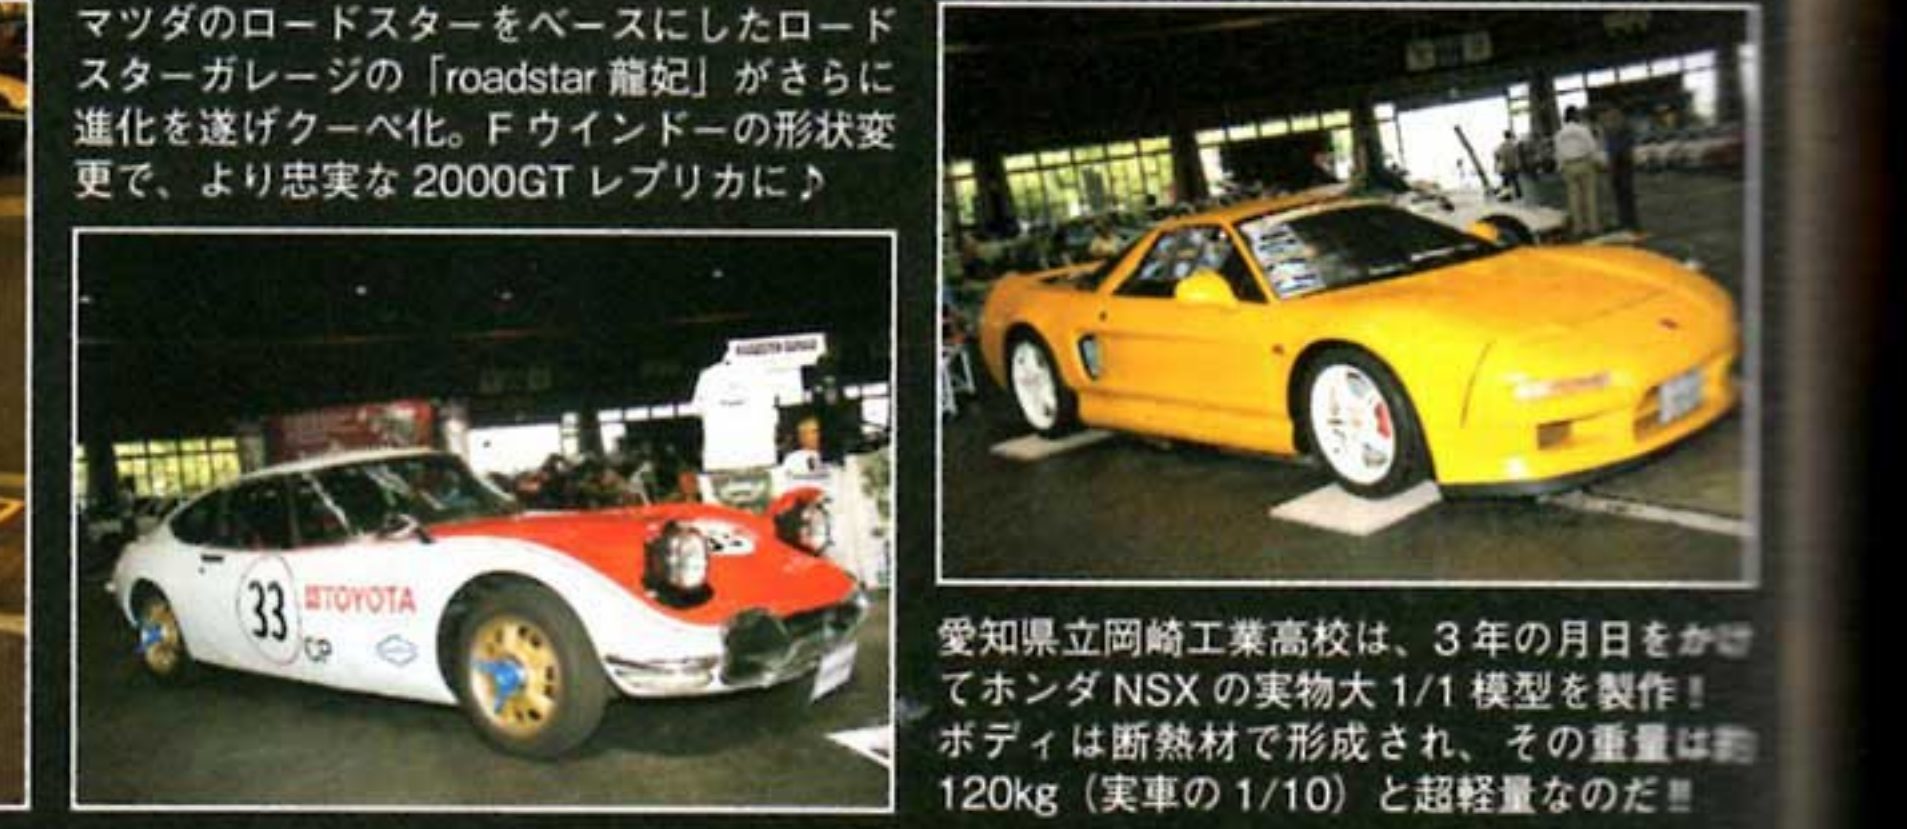 マツダのロードスターをベースにしたロード
スターガレージの「roadstar 龍妃」がさらに
進化を遂げクーペ化。F ウインドーの形状変
更で、より忠実な 2000GT レプリカに♪
33
TOYOTA
GP
愛知県立岡崎工業高校は、3 年の月日をかけ
てホンダ NSX の実物大 1/1 模型を製作！
ボディは断熱材で形成され、その重量は約
120kg（実車の 1/10）と超軽量なのだ‼